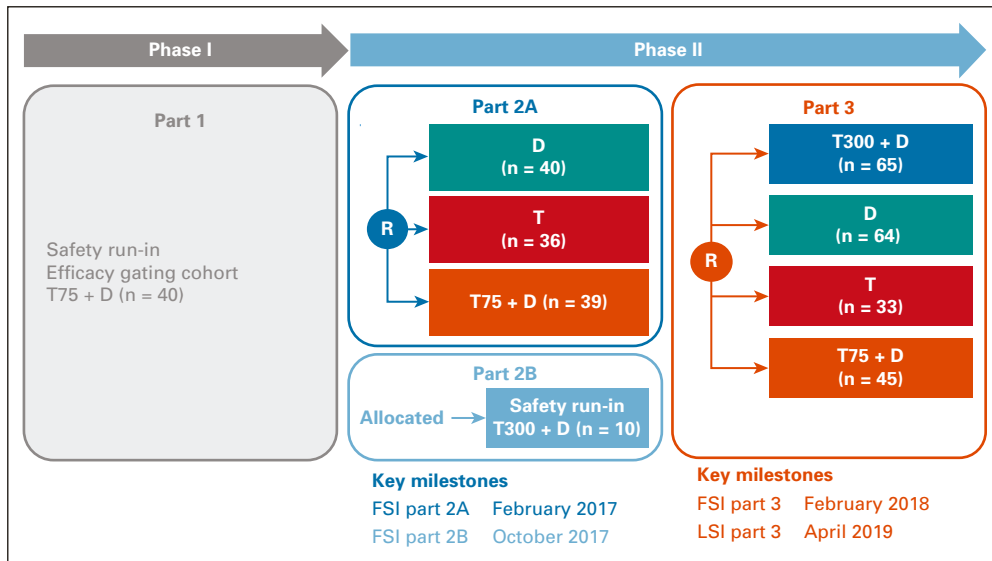 Phase I
Phase II
Part 1
Safety run-in
Efficacy gating cohort
T75 + D (n = 40)
Part 2A
R
D
(n = 40)
T
(n = 36)
T75 + D (n = 39)
Part 2B
Allocated
Safety run-in
T300 + D (n = 10)
Key milestones
FSI part 2A February 2017
FSI part 2B October 2017
Part 3
R
T300 + D
(n = 65)
D
(n = 64)
T
(n = 33)
T75 + D
(n = 45)
Key milestones
FSI part 3 February 2018
LSI part 3 April 2019